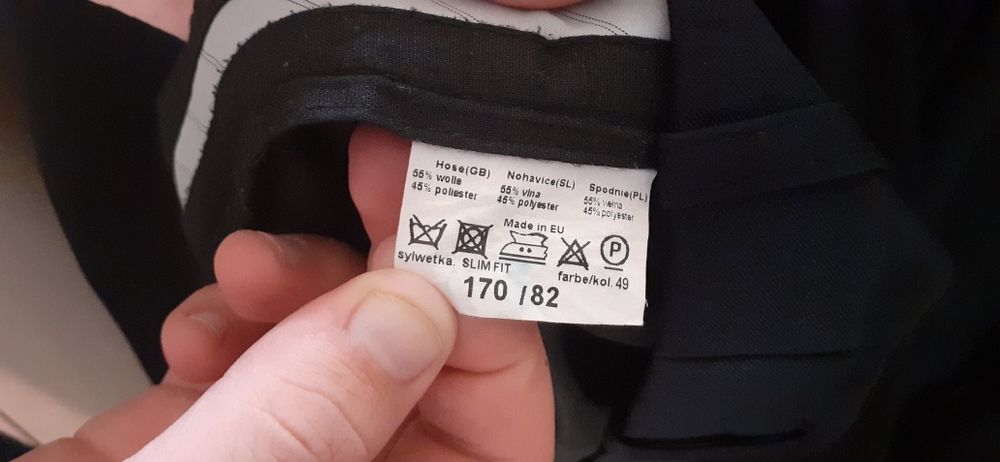 Hose(GB)
55% wolle
45% poliester
Nohavice(SL)
55% vlna
45% polyester
Spodnie(PL)
55% wełna
45% polyester
Made in EU
P
sylwetka. SLIM FIT
farbe/kol. 49
170 /82